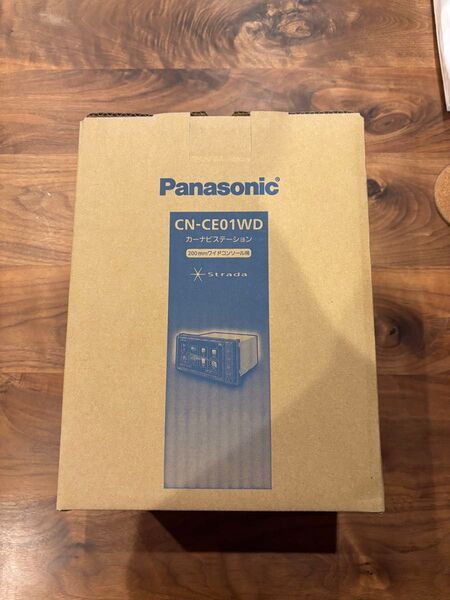 Panasonic
CN-CE01WD
カーナビステーション
200mmワイドコンソール用
Strada